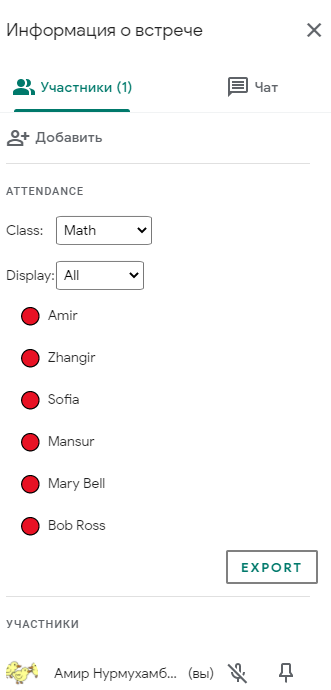 Информация о встрече
Участники (1)
Чат
Добавить
ATTENDANCE
Class: Math
Display: All
Amir
Zhangir
Sofia
Mansur
Mary Bell
Bob Ross
EXPORT
УЧАСТНИКИ
Амир Нурмухамб... (вы)